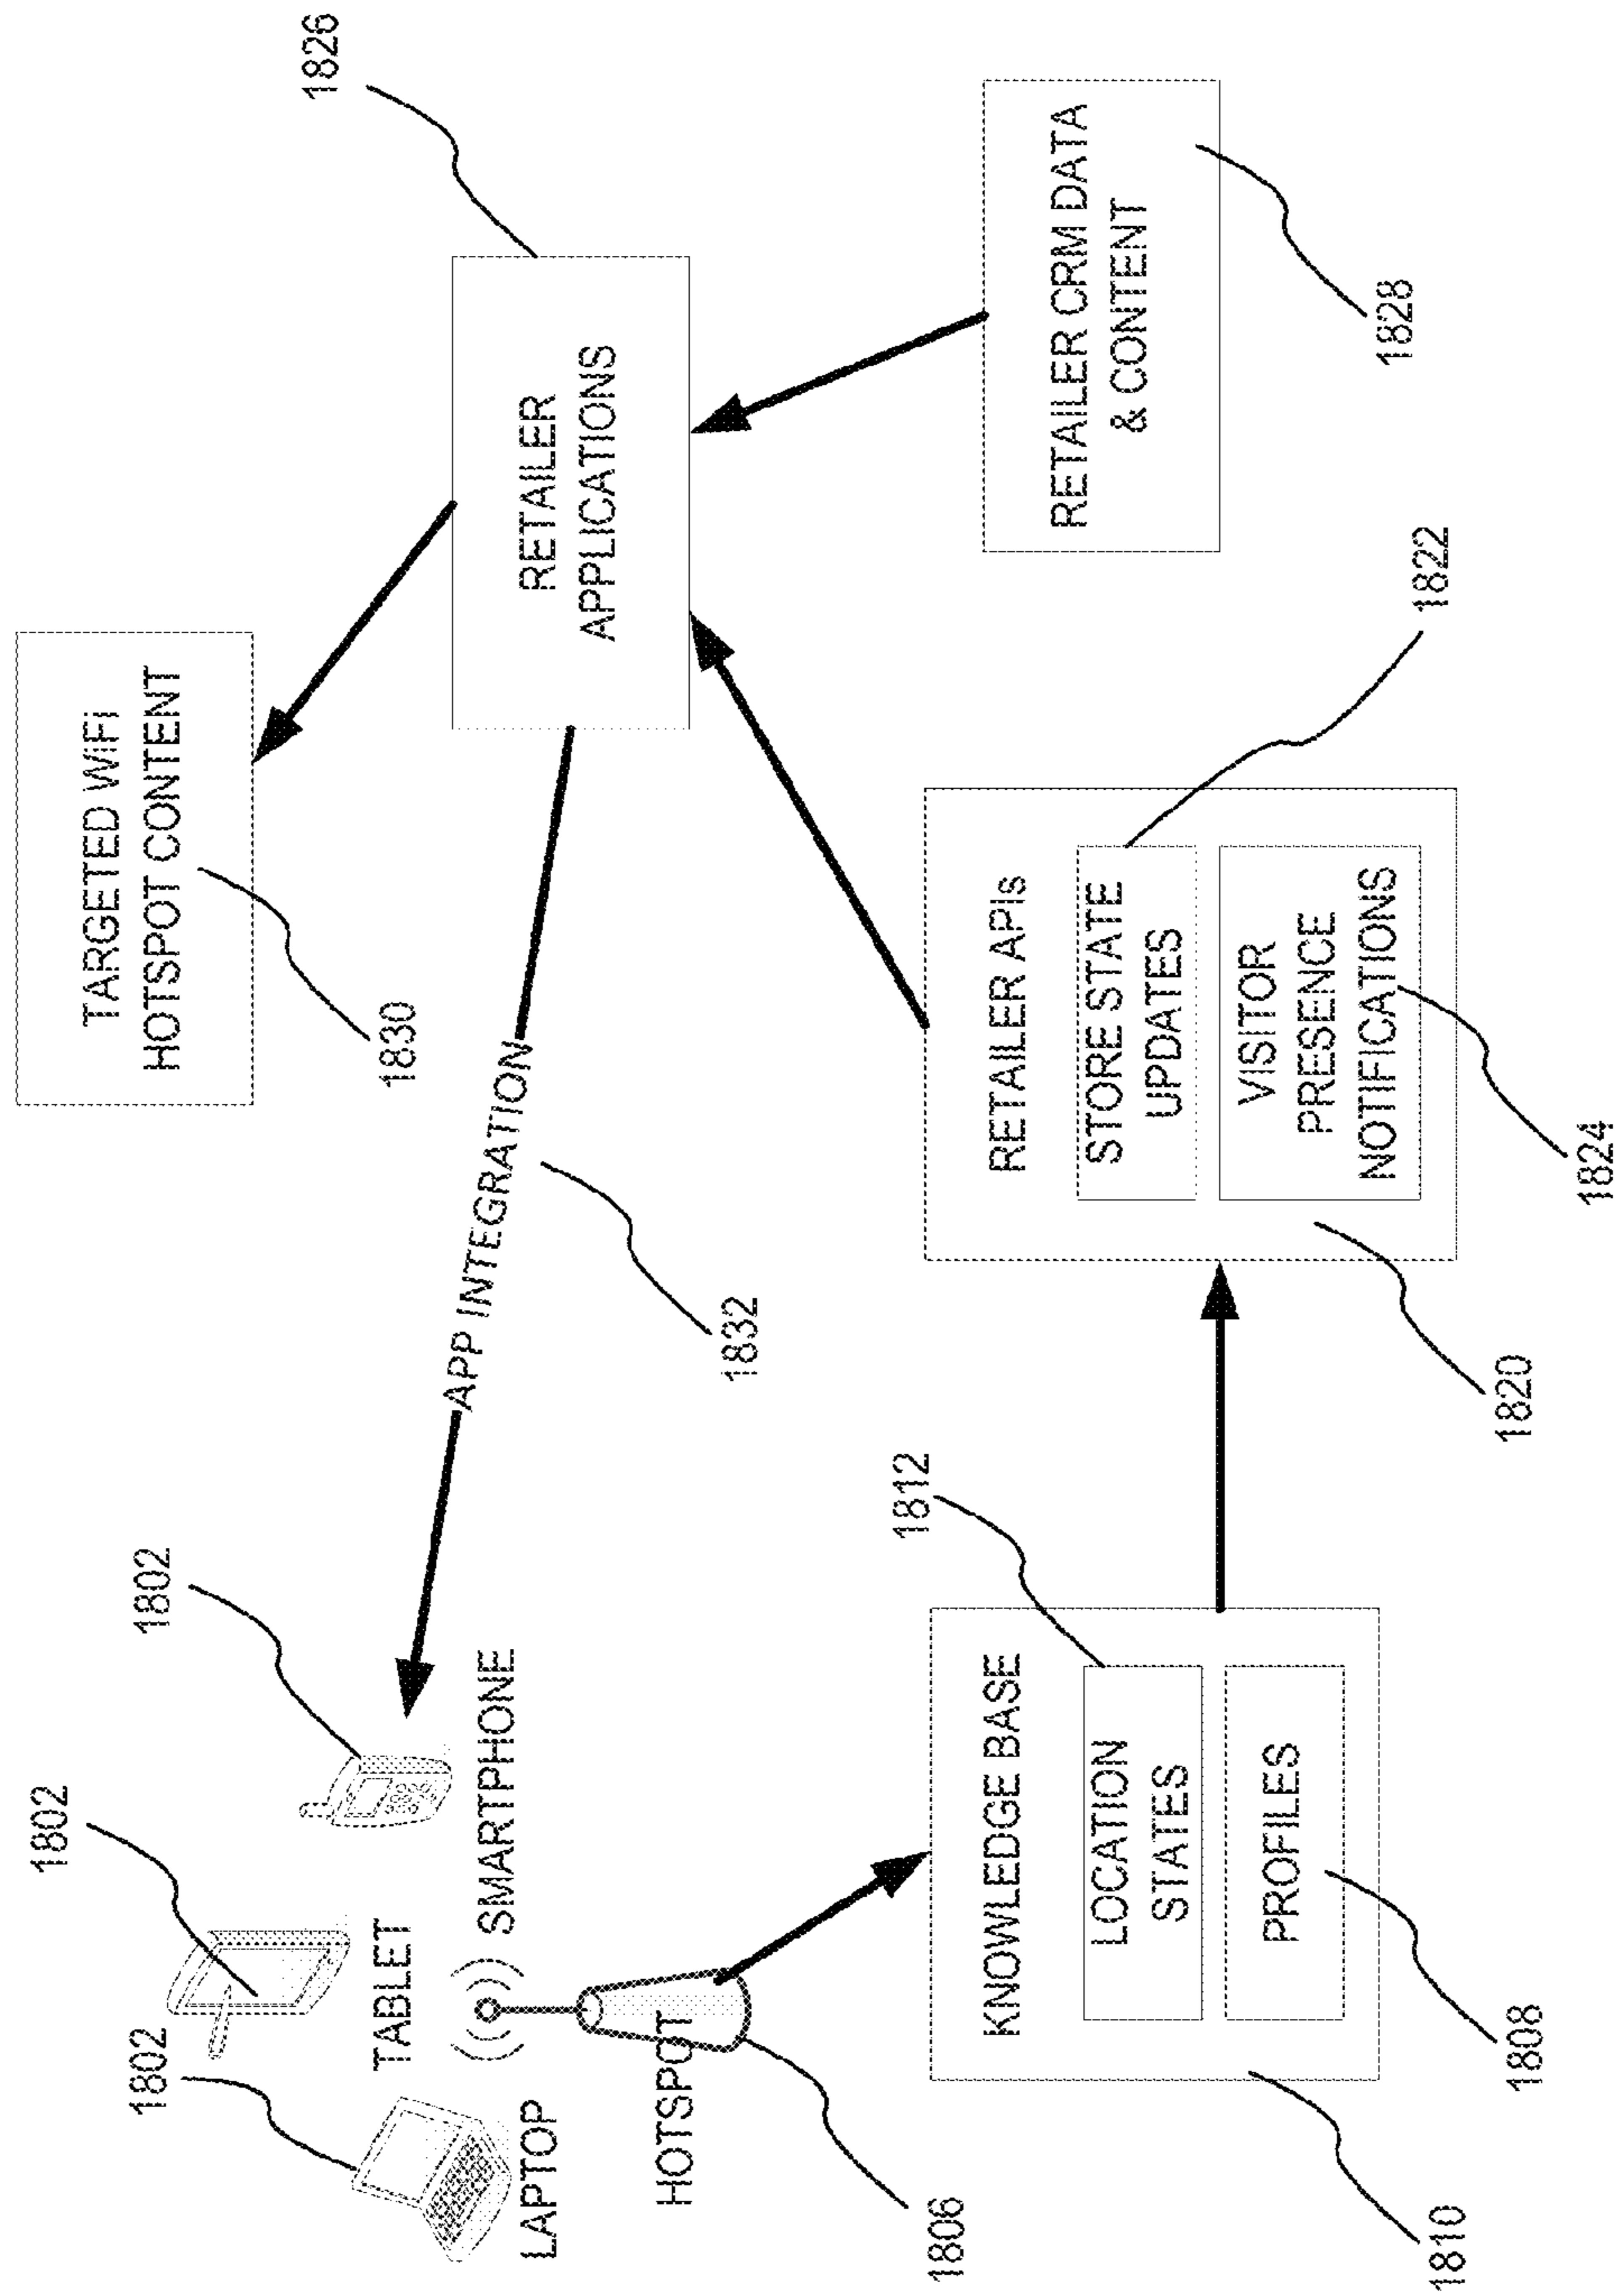 1802
1802
1802
LAPTOP
TABLET
SMARTPHONE
HOTSPOT
1806
APP INTEGRATION
1832
TARGETED WiFi
HOTSPOT CONTENT
1830
RETAILER
APPLICATIONS
1826
KNOWLEDGE BASE
LOCATION
STATES
PROFILES
1812
1808
1810
RETAILER APIs
STORE STATE
UPDATES
VISITOR
PRESENCE
NOTIFICATIONS
1822
1824
1820
RETAILER CRM DATA
& CONTENT
1828